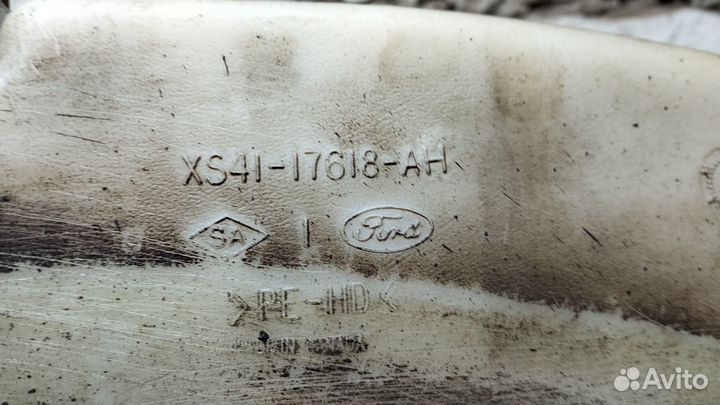 XS41-17618-AH
SA
Ford
>PE-HD<
Avito